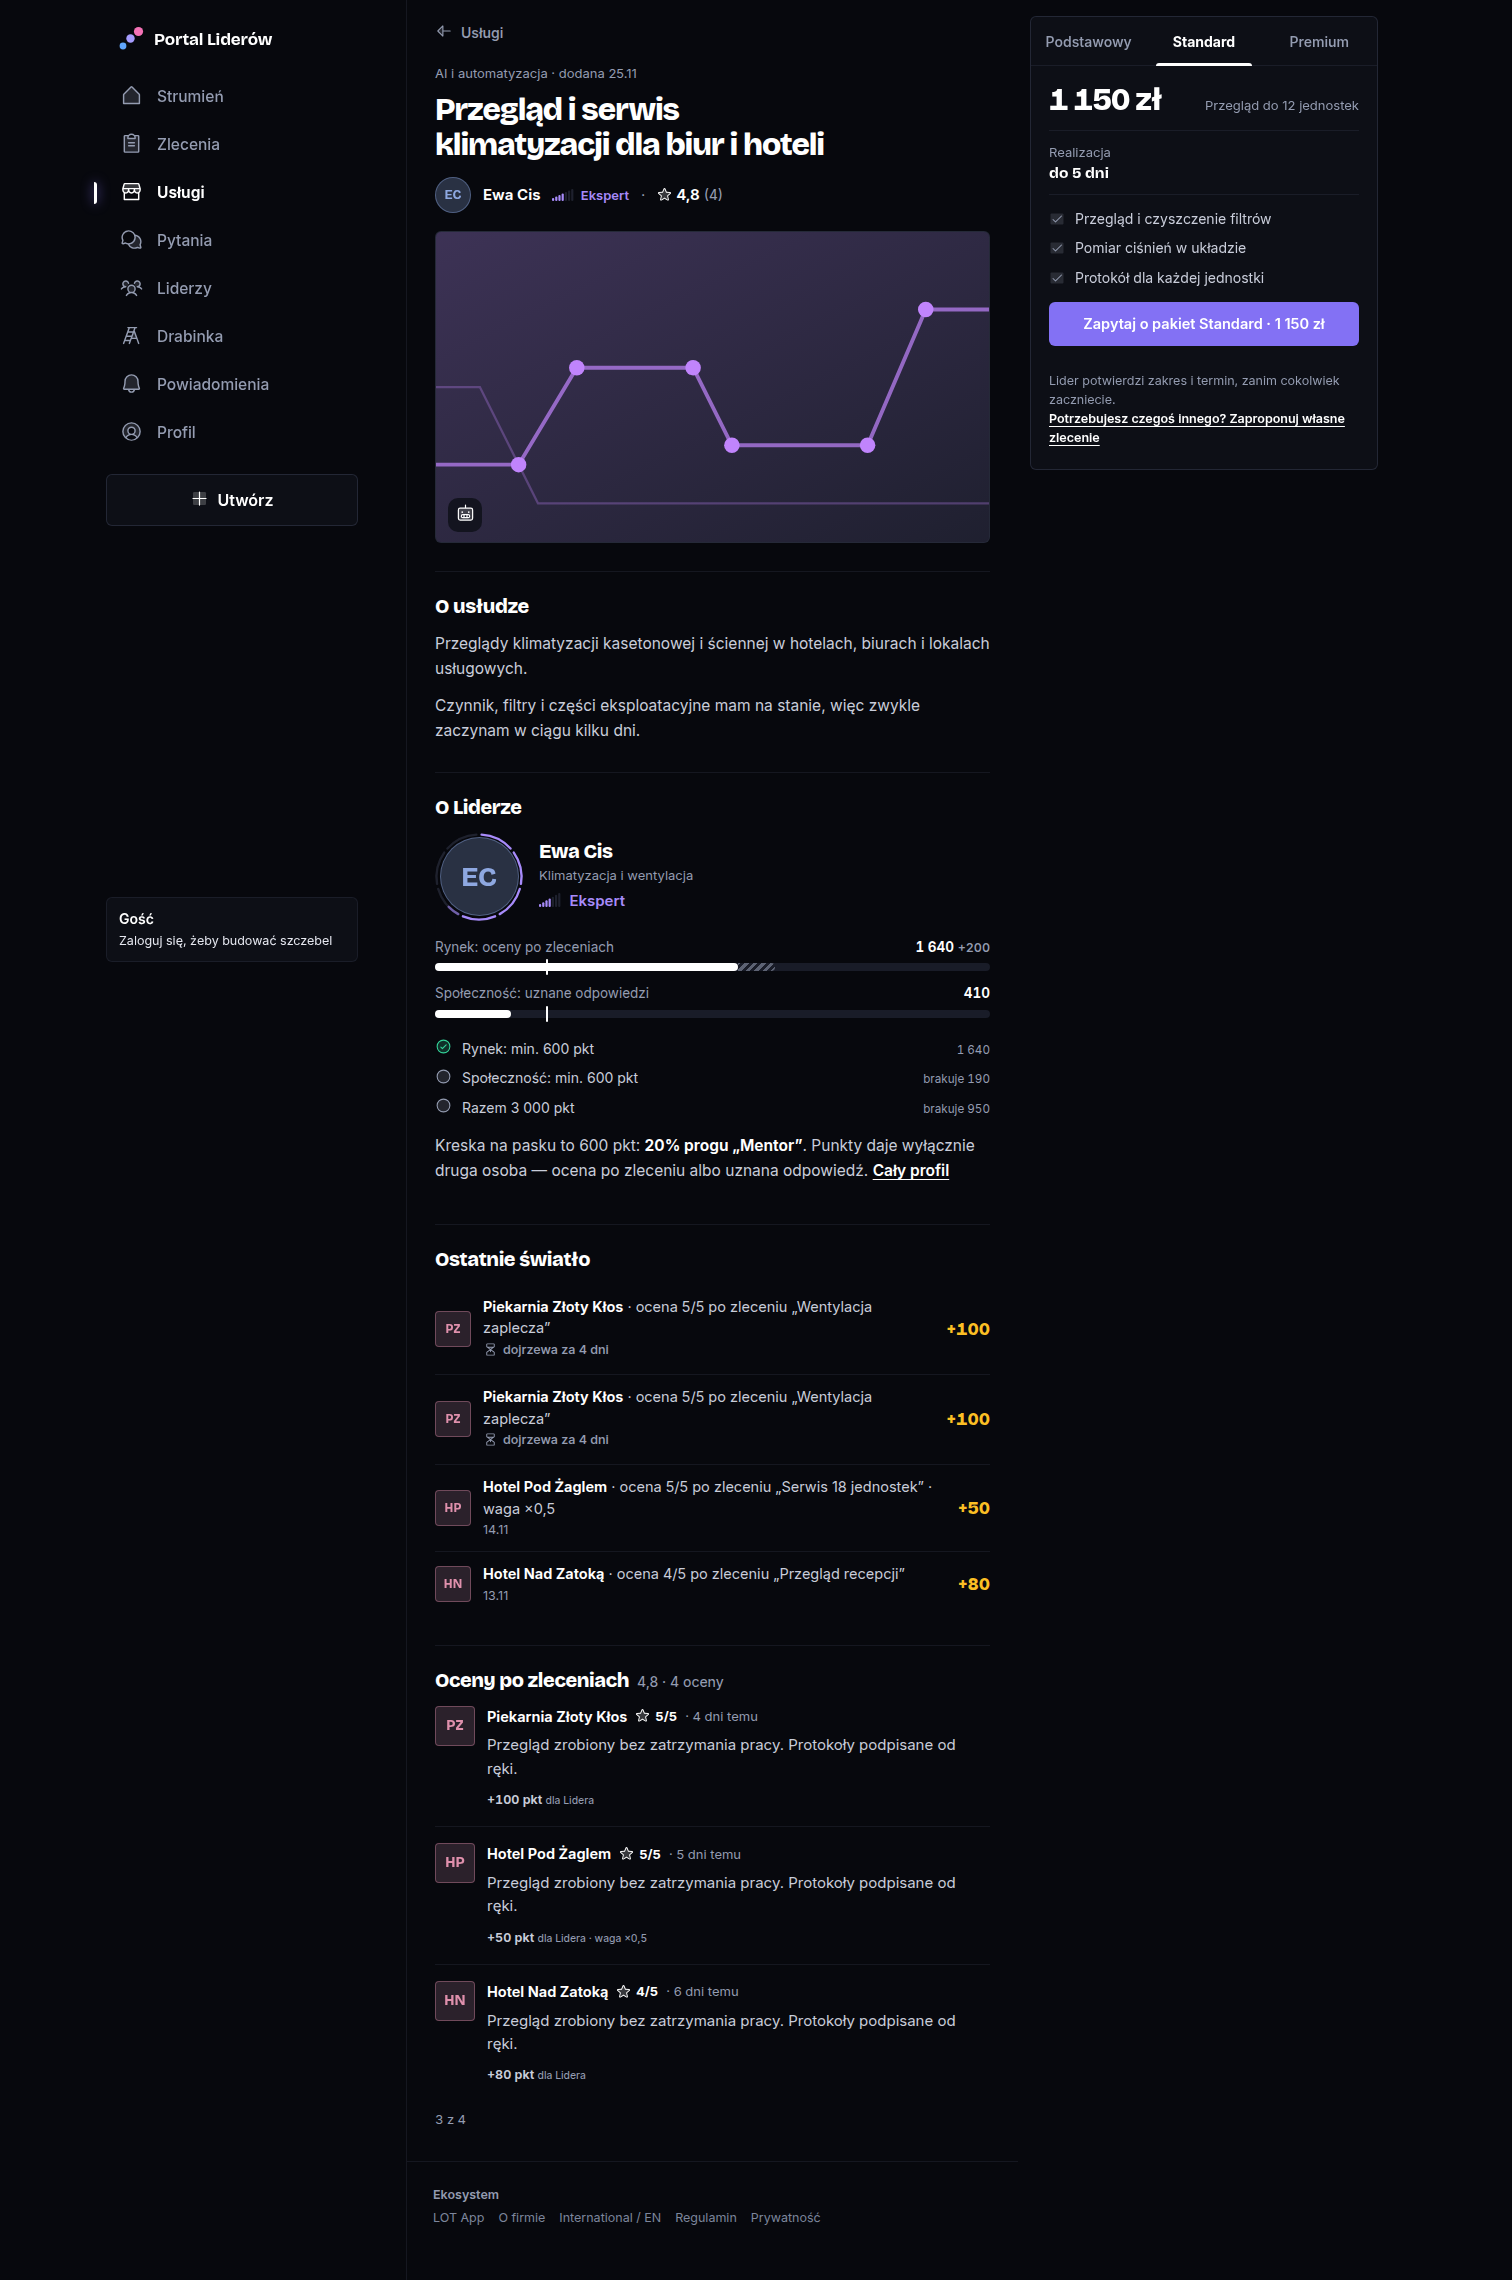 Portal Liderów
Strumień
Zlecenia
Usługi
Pytania
Liderzy
Drabinka
Powiadomienia
Profil
Utwórz
Gość
Zaloguj się, żeby budować szczebel
Usługi
AI i automatyzacja · dodana 25.11
Przegląd i serwis
klimatyzacji dla biur i hoteli
EC Ewa Cis Ekspert · 4,8 (4)
O usłudze
Przeglądy klimatyzacji kasetonowej i ściennej w hotelach, biurach i lokalach
usługowych.
Czynnik, filtry i części eksploatacyjne mam na stanie, więc zwykle
zaczynam w ciągu kilku dni.
O Liderze
EC
Ewa Cis
Klimatyzacja i wentylacja
Ekspert
Rynek: oceny po zleceniach 1 640 +200
Społeczność: uznane odpowiedzi 410
Rynek: min. 600 pkt 1 640
Społeczność: min. 600 pkt brakuje 190
Razem 3 000 pkt brakuje 950
Kreska na pasku to 600 pkt: 20% progu „Mentor”. Punkty daje wyłącznie
druga osoba — ocena po zleceniu albo uznana odpowiedź. Cały profil
Ostatnie światło
PZ
Piekarnia Złoty Kłos · ocena 5/5 po zleceniu „Wentylacja
zaplecza”
dojrzewa za 4 dni
+100
PZ
Piekarnia Złoty Kłos · ocena 5/5 po zleceniu „Wentylacja
zaplecza”
dojrzewa za 4 dni
+100
HP
Hotel Pod Żaglem · ocena 5/5 po zleceniu „Serwis 18 jednostek” ·
waga ×0,5
14.11
+50
HN
Hotel Nad Zatoką · ocena 4/5 po zleceniu „Przegląd recepcji”
13.11
+80
Oceny po zleceniach 4,8 · 4 oceny
PZ
Piekarnia Złoty Kłos 5/5 · 4 dni temu
Przegląd zrobiony bez zatrzymania pracy. Protokoły podpisane od
ręki.
+100 pkt dla Lidera
HP
Hotel Pod Żaglem 5/5 · 5 dni temu
Przegląd zrobiony bez zatrzymania pracy. Protokoły podpisane od
ręki.
+50 pkt dla Lidera · waga ×0,5
HN
Hotel Nad Zatoką 4/5 · 6 dni temu
Przegląd zrobiony bez zatrzymania pracy. Protokoły podpisane od
ręki.
+80 pkt dla Lidera
3 z 4
Ekosystem
LOT App O firmie International / EN Regulamin Prywatność
Podstawowy Standard Premium
1 150 zł Przegląd do 12 jednostek
Realizacja
do 5 dni
Przegląd i czyszczenie filtrów
Pomiar ciśnień w układzie
Protokół dla każdej jednostki
Zapytaj o pakiet Standard · 1 150 zł
Lider potwierdzi zakres i termin, zanim cokolwiek
zaczniecie.
Potrzebujesz czegoś innego? Zaproponuj własne
zlecenie